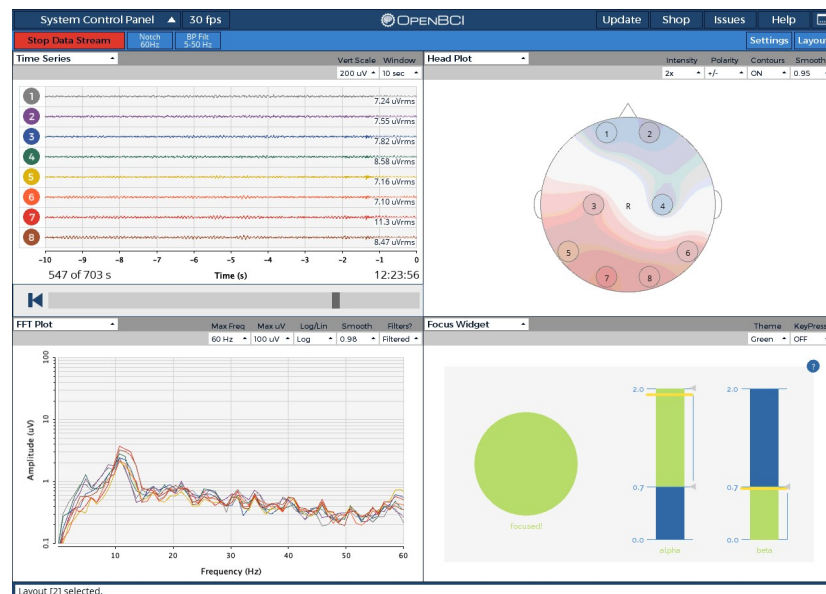 System Control Panel 30 fps OPENBCI Update Shop Issues Help
Stop Data Stream Notch 60Hz BP Filt 5-50 Hz Settings Layou
Time Series Vert Scale Window
200 uV 10 sec
1 7.24 uVrms
2 7.55 uVrms
3 7.82 uVrms
4 8.58 uVrms
5 7.16 uVrms
6 7.10 uVrms
7 11.3 uVrms
8 8.47 uVrms
-10 -9 -8 -7 -6 -5 -4 -3 -2 -1 0
547 of 703 s Time (s) 12:23:56
Head Plot Intensity Polarity Contours Smooth
2x +/- ON 0.95
1 2
3 R 4
5 6
7 8
FFT Plot Max Freq Max uV Log/Lin Smooth Filters?
60 Hz 100 uV Log 0.98 Filtered
Amplitude (uV)
100
10
1
0.1
10 20 30 40 50 60
Frequency (Hz)
Focus Widget Theme KeyPress
Green OFF
?
2.0 2.0
0.7 0.7
focused!
0.0 0.0
alpha beta
Layout [2] selected.